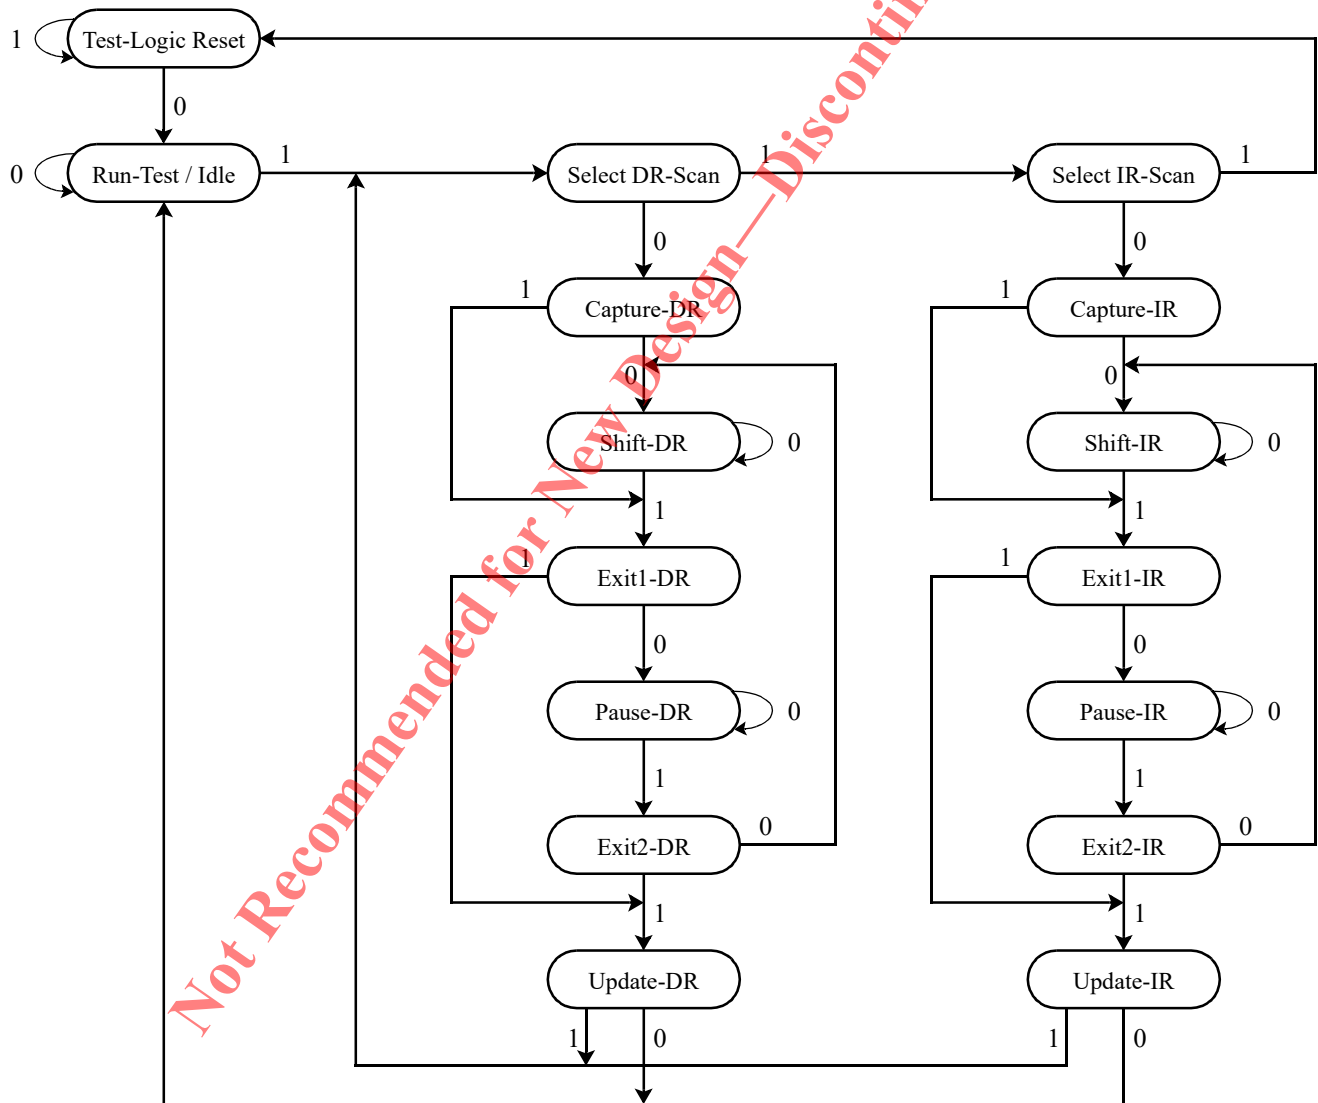 1
Test-Logic Reset
0
0
Run-Test / Idle
1
Select DR-Scan
1
Select IR-Scan
1
0
0
1
Capture-DR
1
Capture-IR
0
0
Shift-DR
0
Shift-IR
0
1
1
1
Exit1-DR
1
Exit1-IR
0
0
Pause-DR
0
Pause-IR
0
1
1
Exit2-DR
0
Exit2-IR
0
1
1
Update-DR
Update-IR
1
0
1
0
Not Recommended for New Design—Discontin